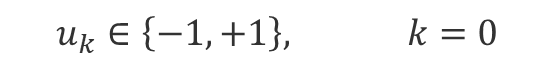 u_k ∈ {−1, +1}, k = 0